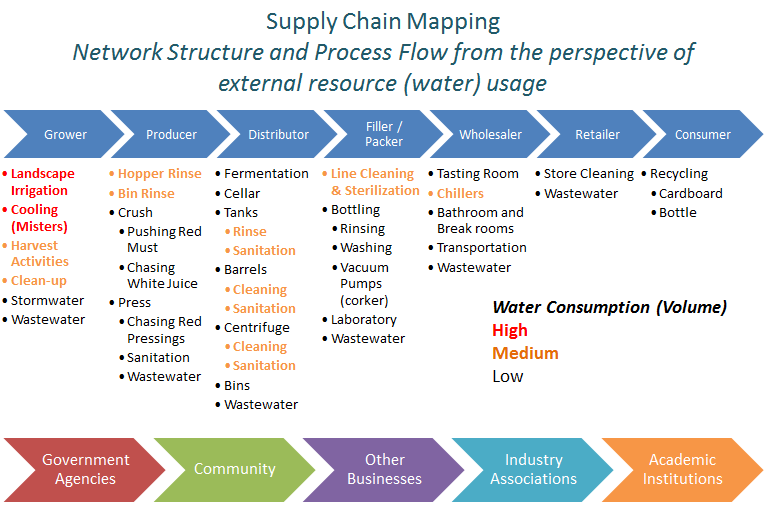 Supply Chain Mapping
Network Structure and Process Flow from the perspective of
external resource (water) usage
Grower
Producer
Distributor
Filler /
Packer
Wholesaler
Retailer
Consumer
• Landscape
Irrigation
• Cooling
(Misters)
• Harvest
Activities
• Clean-up
• Stormwater
• Wastewater
• Hopper Rinse
• Bin Rinse
• Crush
• Pushing Red
Must
• Chasing
White Juice
• Press
• Chasing Red
Pressings
• Sanitation
• Wastewater
• Fermentation
• Cellar
• Tanks
• Rinse
• Sanitation
• Barrels
• Cleaning
• Sanitation
• Centrifuge
• Cleaning
• Sanitation
• Bins
• Wastewater
• Line Cleaning
& Sterilization
• Bottling
• Rinsing
• Washing
• Vacuum
Pumps
(corker)
• Laboratory
• Wastewater
• Tasting Room
• Chillers
• Bathroom and
Break rooms
• Transportation
• Wastewater
• Store Cleaning
• Wastewater
• Recycling
• Cardboard
• Bottle
Water Consumption (Volume)
High
Medium
Low
Government
Agencies
Community
Other
Businesses
Industry
Associations
Academic
Institutions